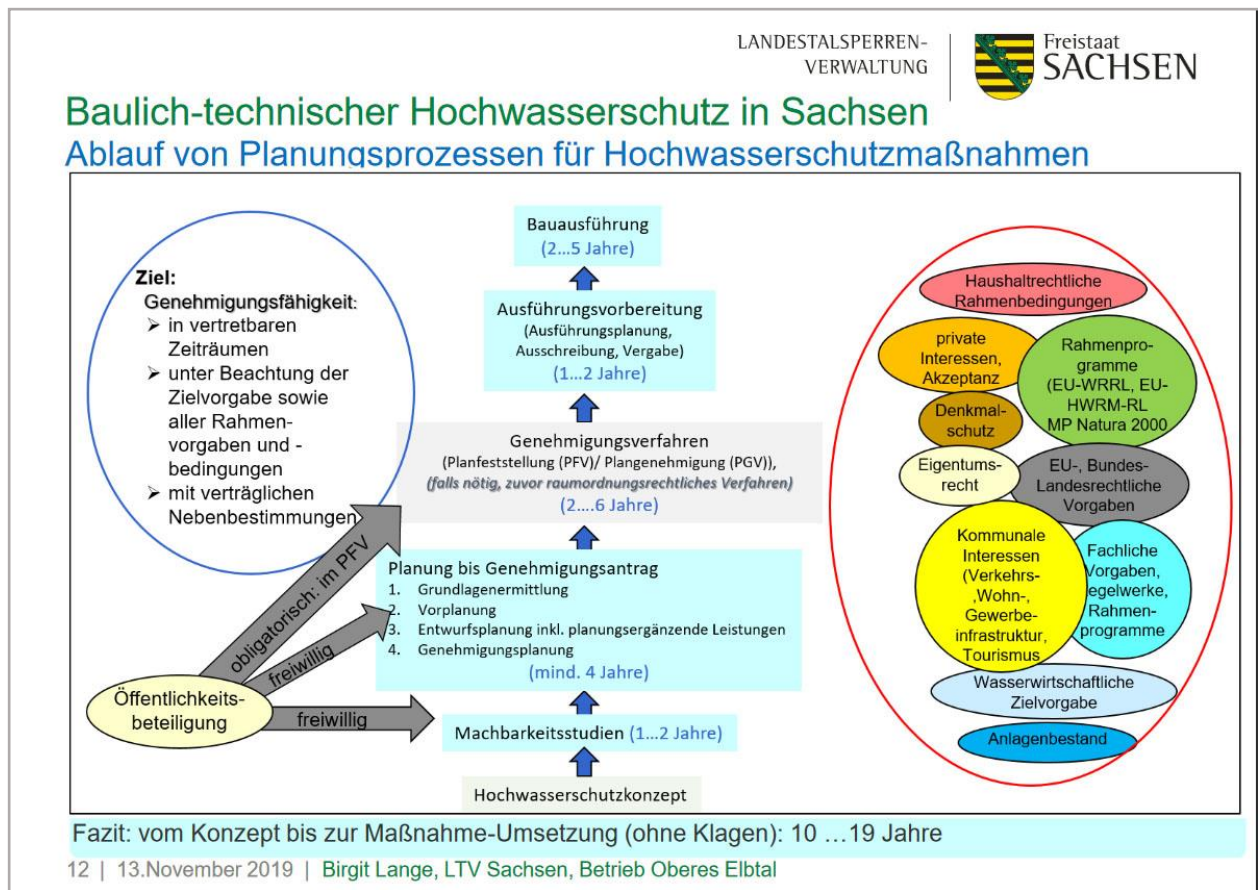 LANDESTALSPERREN-
VERWALTUNG
Freistaat
SACHSEN
Baulich-technischer Hochwasserschutz in Sachsen
Ablauf von Planungsprozessen für Hochwasserschutzmaßnahmen
Ziel:
Genehmigungsfähigkeit:
➢ in vertretbaren
Zeiträumen
➢ unter Beachtung der
Zielvorgabe sowie
aller Rahmen-
vorgaben und -
bedingungen
➢ mit verträglichen
Nebenbestimmungen
Bauausführung
(2...5 Jahre)
Ausführungsvorbereitung
(Ausführungsplanung,
Ausschreibung, Vergabe)
(1...2 Jahre)
Genehmigungsverfahren
(Planfeststellung (PFV)/ Plangenehmigung (PGV)),
(falls nötig, zuvor raumordnungsrechtliches Verfahren)
(2....6 Jahre)
Planung bis Genehmigungsantrag
1. Grundlagenermittlung
2. Vorplanung
3. Entwurfsplanung inkl. planungsergänzende Leistungen
4. Genehmigungsplanung
(mind. 4 Jahre)
Machbarkeitsstudien (1...2 Jahre)
Hochwasserschutzkonzept
obligatorisch: im PFV
freiwillig
freiwillig
Öffentlichkeits-
beteiligung
Haushaltrechtliche
Rahmenbedingungen
private
Interessen,
Akzeptanz
Rahmenpro-
gramme
(EU-WRRL, EU-
HWRM-RL
MP Natura 2000
Denkmal-
schutz
Eigentums-
recht
EU-, Bundes-
Landesrechtliche
Vorgaben
Kommunale
Interessen
(Verkehrs-
,Wohn-,
Gewerbe-
infrastruktur,
Tourismus
Fachliche
Vorgaben,
egelwerke,
Rahmen-
programme
Wasserwirtschaftliche
Zielvorgabe
Anlagenbestand
Fazit: vom Konzept bis zur Maßnahme-Umsetzung (ohne Klagen): 10 …19 Jahre
12 | 13.November 2019 | Birgit Lange, LTV Sachsen, Betrieb Oberes Elbtal